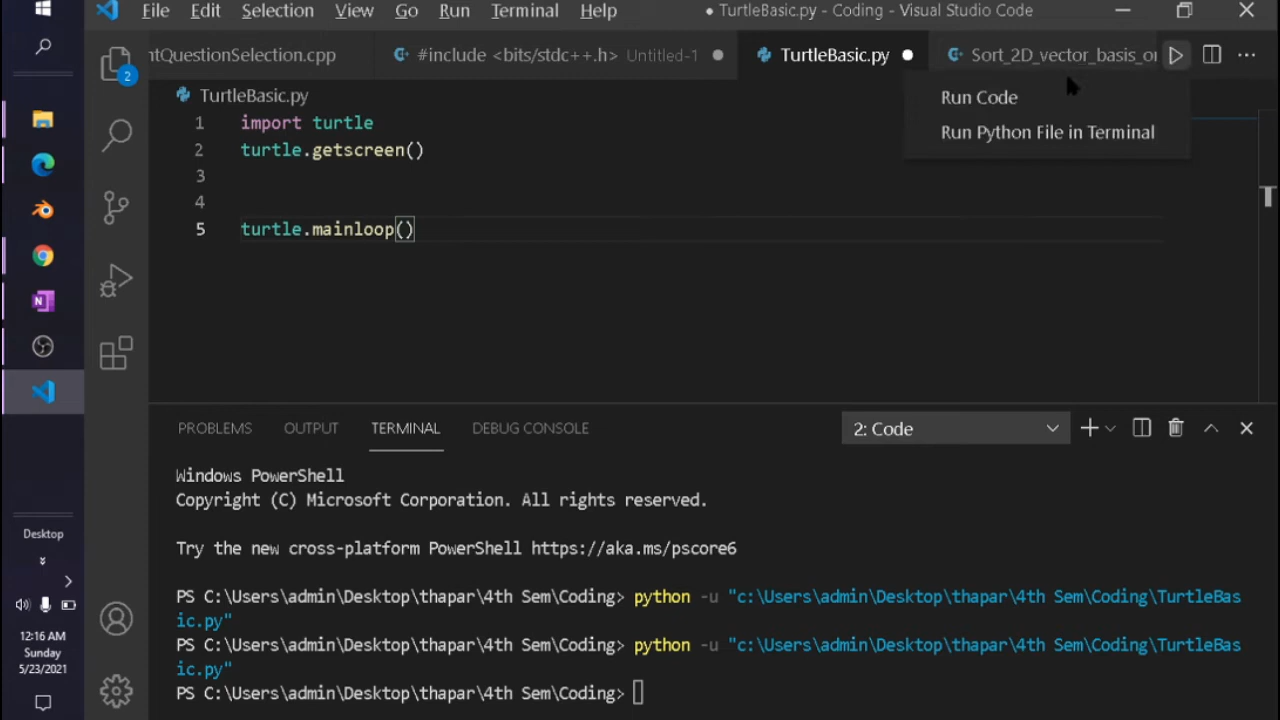 File Edit Selection View Go Run Terminal Help ● TurtleBasic.py - Coding - Visual Studio Code
ntQuestionSelection.cpp #include <bits/stdc++.h> Untitled-1 TurtleBasic.py Sort_2D_vector_basis_or
2
TurtleBasic.py
Run Code
Run Python File in Terminal
1 import turtle
2 turtle.getscreen()
3
4
5 turtle.mainloop()
PROBLEMS OUTPUT TERMINAL DEBUG CONSOLE 2: Code
Windows PowerShell
Copyright (C) Microsoft Corporation. All rights reserved.
Try the new cross-platform PowerShell https://aka.ms/pscore6
PS C:\Users\admin\Desktop\thapar\4th Sem\Coding> python -u "c:\Users\admin\Desktop\thapar\4th Sem\Coding\TurtleBas
ic.py"
PS C:\Users\admin\Desktop\thapar\4th Sem\Coding> python -u "c:\Users\admin\Desktop\thapar\4th Sem\Coding\TurtleBas
ic.py"
PS C:\Users\admin\Desktop\thapar\4th Sem\Coding>
Desktop
12:16 AM
Sunday
5/23/2021